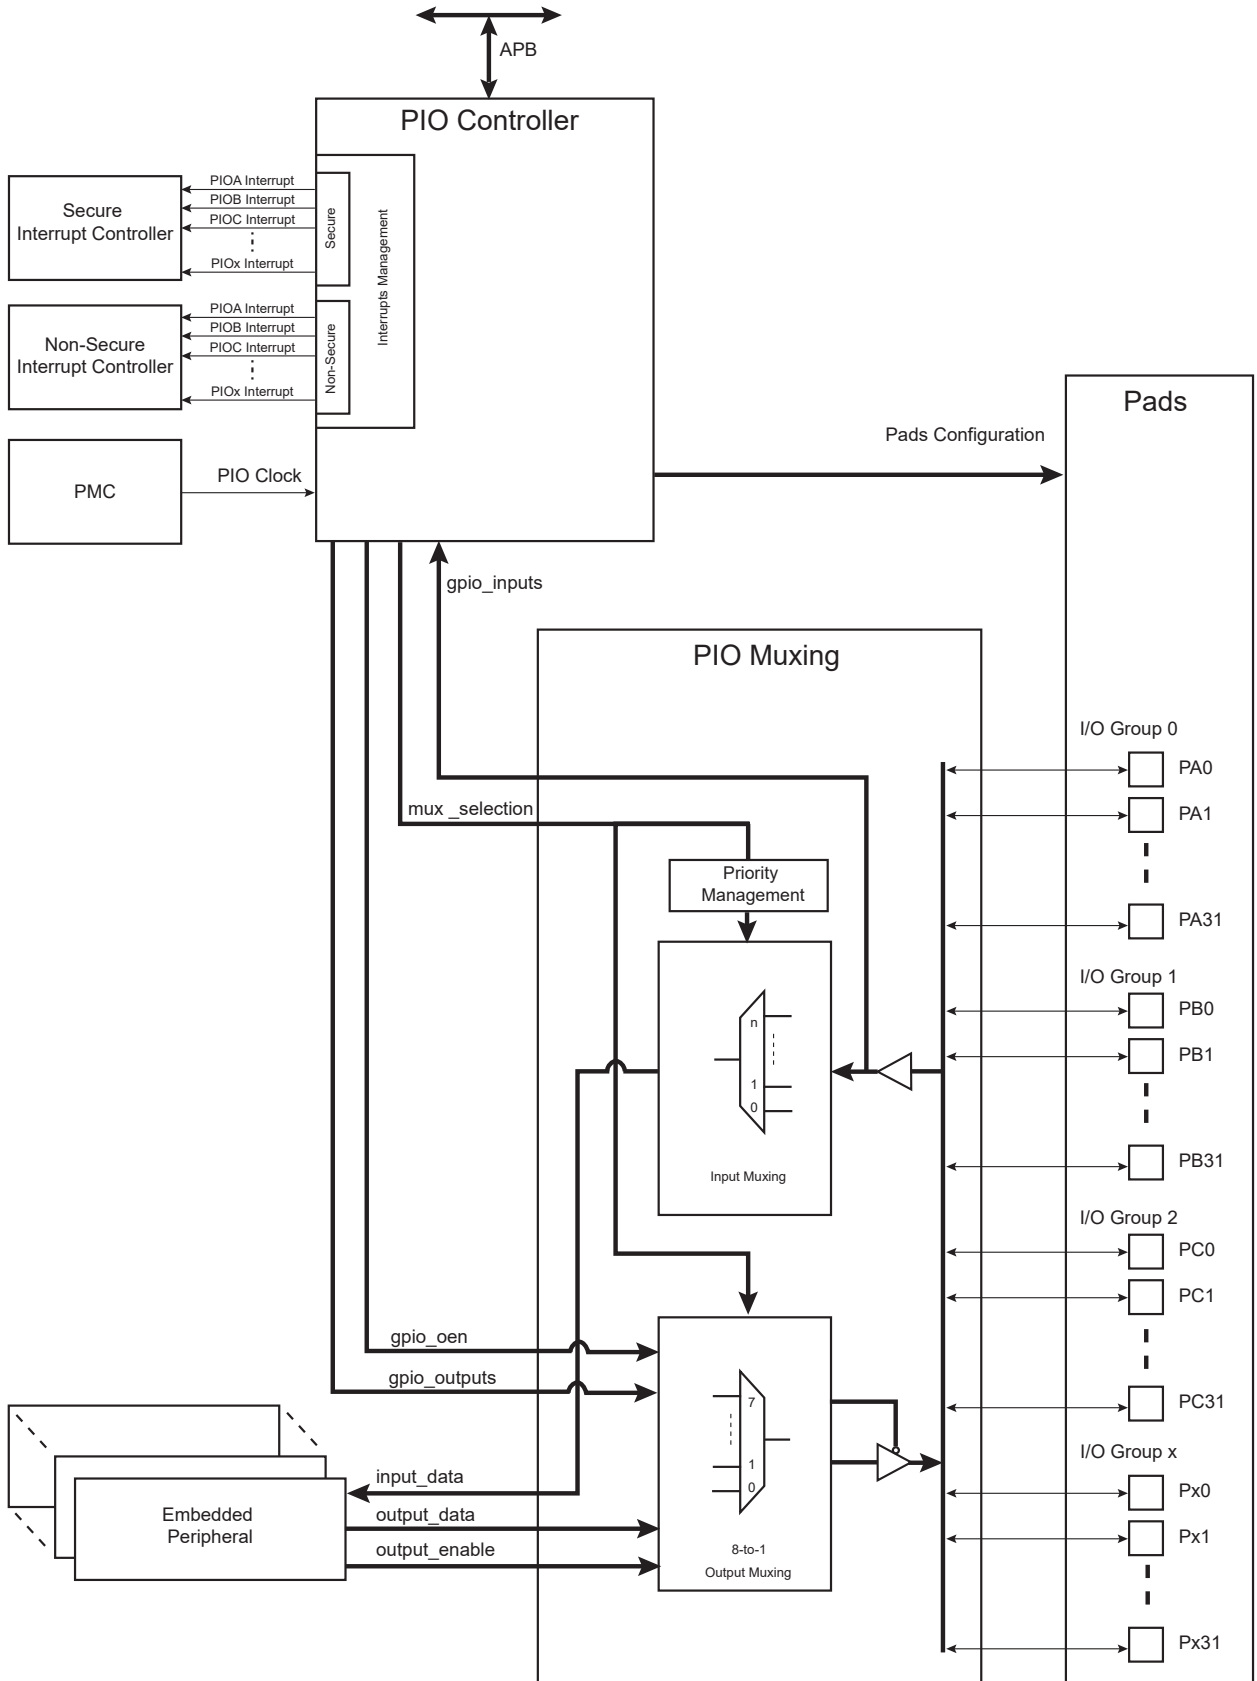 APB
PIO Controller
PIOA Interrupt
PIOB Interrupt
PIOC Interrupt
PIOx Interrupt
Secure
Interrupt Controller
Secure
Interrupts Management
PIOA Interrupt
PIOB Interrupt
PIOC Interrupt
PIOx Interrupt
Non-Secure
Interrupt Controller
Non-Secure
Pads
Pads Configuration
PMC
PIO Clock
gpio_inputs
PIO Muxing
I/O Group 0
PA0
mux _selection
PA1
Priority
Management
PA31
I/O Group 1
n
PB0
PB1
1
0
PB31
Input Muxing
I/O Group 2
PC0
PC1
gpio_oen
gpio_outputs
7
PC31
I/O Group x
1
0
input_data
Px0
Embedded
Peripheral
output_data
Px1
output_enable
8-to-1
Output Muxing
Px31